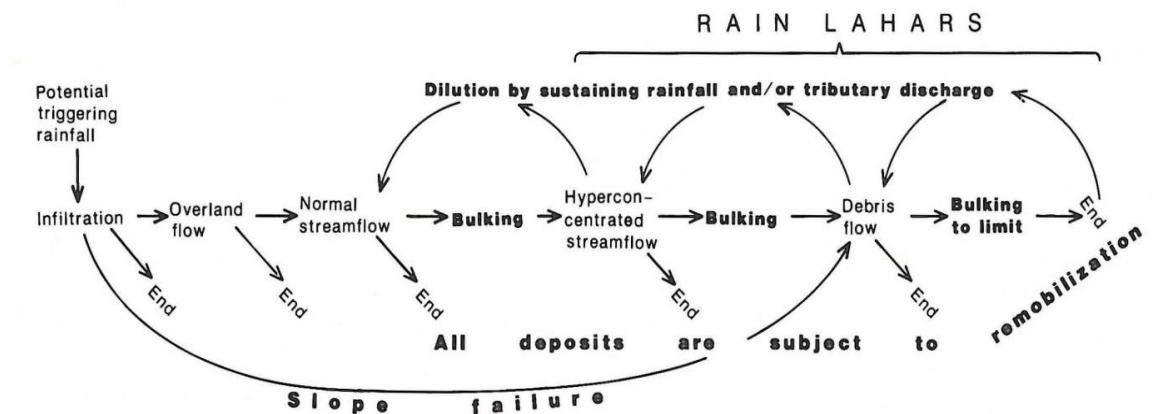 RAIN LAHARS
Dilution by sustaining rainfall and/or tributary discharge
Potential
triggering
rainfall
Infiltration
Overland
flow
Normal
streamflow
Bulking
Hypercon-
centrated
streamflow
Bulking
Debris
flow
Bulking
to limit
End
End
End
End
End
End
All deposits are subject to remobilization
Slope failure